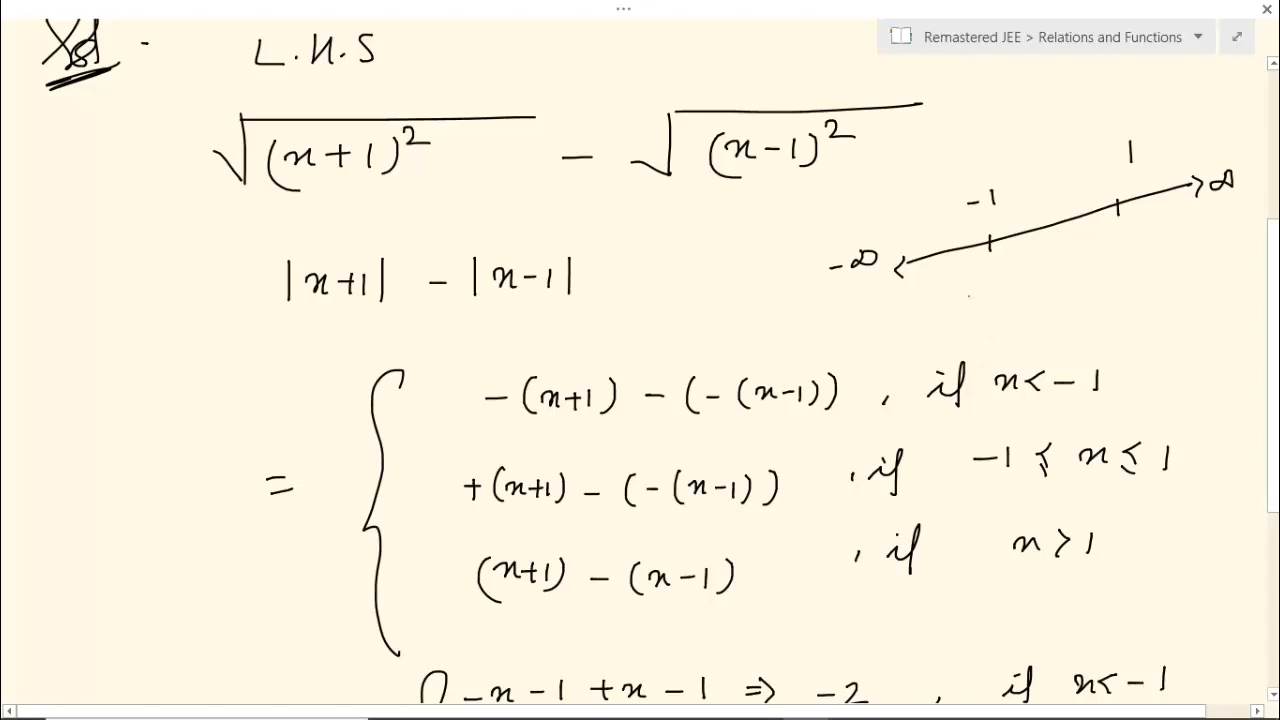 Remastered JEE > Relations and Functions
L.H.S
√(x+1)² – √(x-1)²
-1 1
-∞ ∞
|x+1| - |x-1|
= { -(x+1) - (-(x-1)) , if x < -1
+(x+1) - (-(x-1)) , if -1 ≤ x ≤ 1
(x+1) - (x-1) , if x > 1
-x-1+x-1 ⇒ -2 , if x < -1